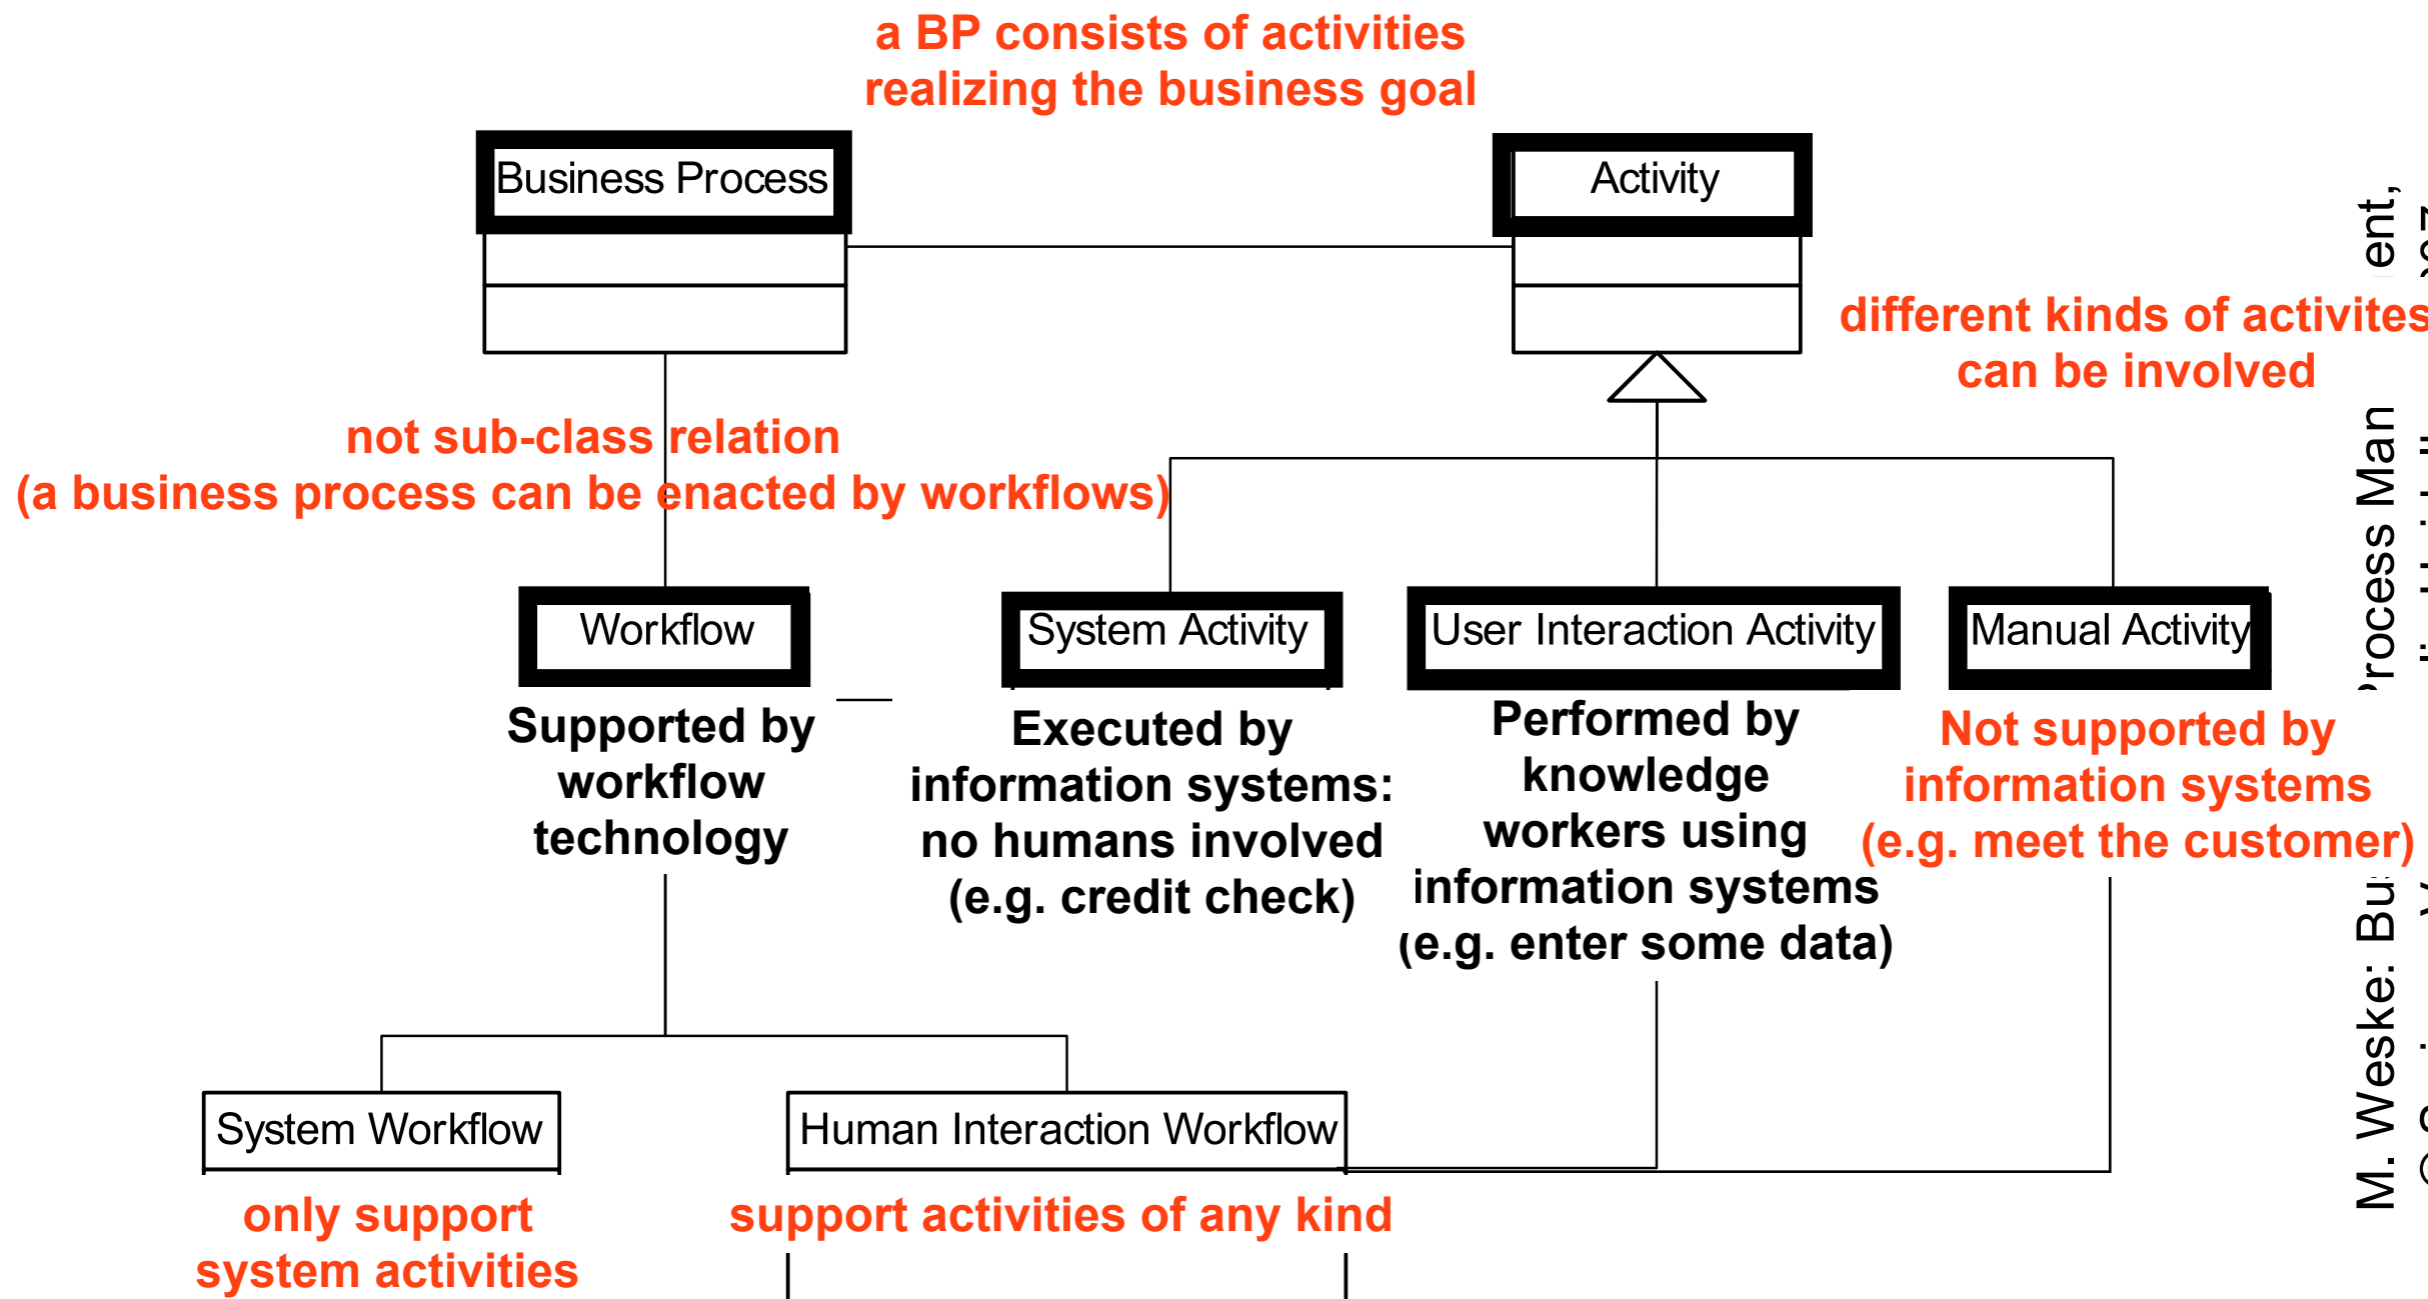 a BP consists of activities
realizing the business goal
Business Process
Activity
different kinds of activites
can be involved
not sub-class relation
(a business process can be enacted by workflows)
Workflow
System Activity
User Interaction Activity
Manual Activity
Supported by
workflow
technology
Executed by
information systems:
no humans involved
(e.g. credit check)
Performed by
knowledge
workers using
information systems
(e.g. enter some data)
Not supported by
information systems
(e.g. meet the customer)
System Workflow
Human Interaction Workflow
only support
system activities
support activities of any kind
M. Weske: